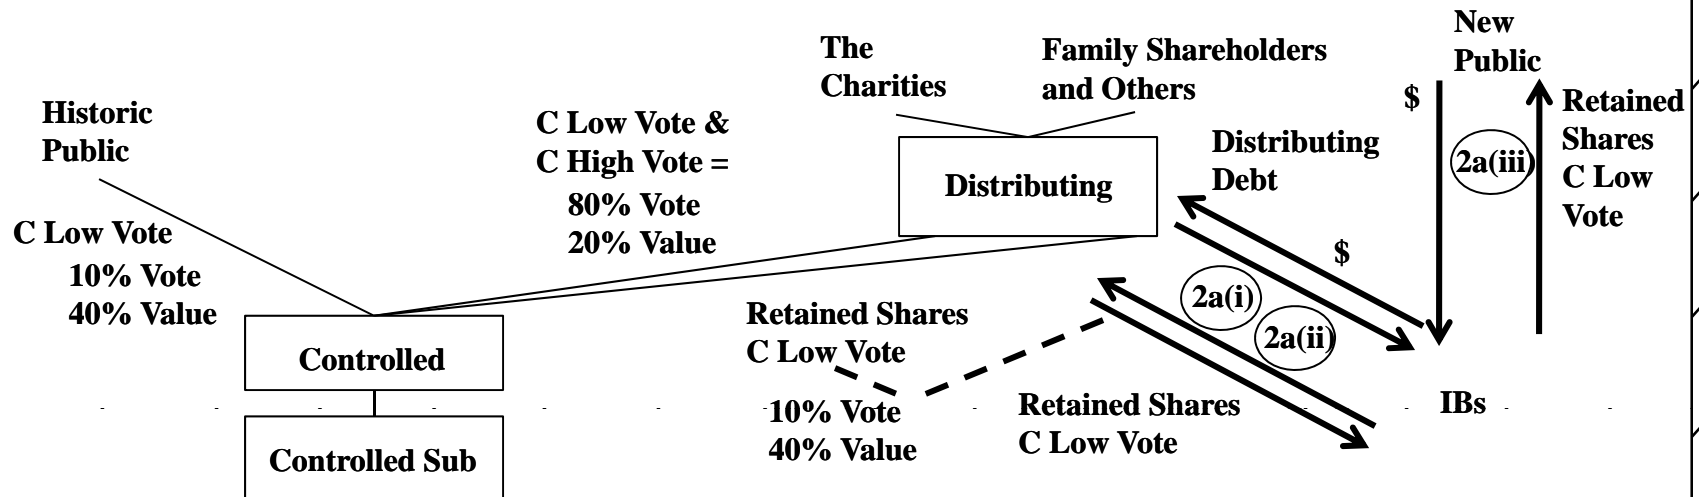 New
Public
The
Charities
Family Shareholders
and Others
$
Retained
Shares
C Low
Vote
2a(iii)
Historic
Public
C Low Vote &
C High Vote =
80% Vote
20% Value
Distributing
Debt
Distributing
C Low Vote
10% Vote
40% Value
$
2a(i)
2a(ii)
Retained Shares
C Low Vote
10% Vote
40% Value
Controlled
Retained Shares
C Low Vote
IBs
Controlled Sub